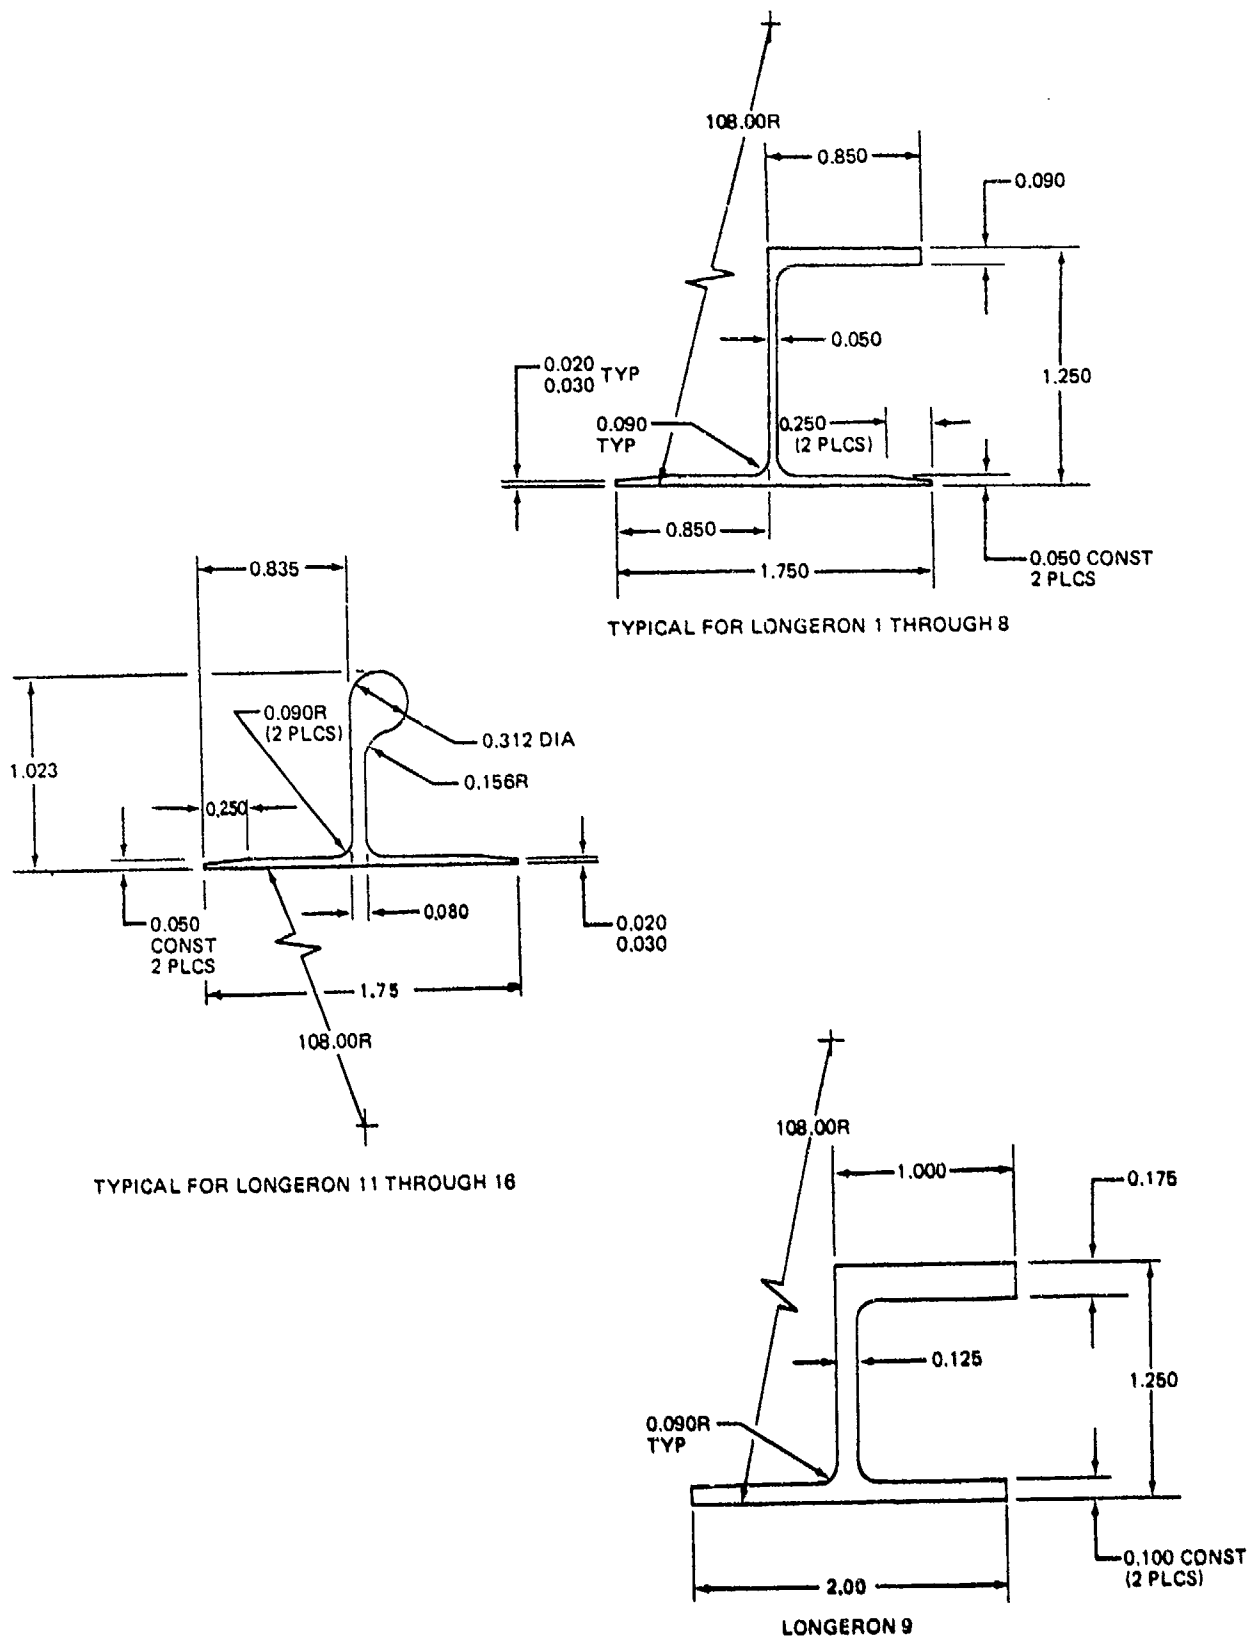 108.00R
0.850
0.090
0.050
0.020
0.030 TYP
1.250
0.090
TYP
0.250
(2 PLCS)
0.850
0.050 CONST
2 PLCS
1.750
TYPICAL FOR LONGERON 1 THROUGH 8
0.835
0.090R
(2 PLCS)
0.312 DIA
1.023
0.156R
0.250
0.080
0.050
CONST
2 PLCS
0.020
0.030
1.75
108.00R
TYPICAL FOR LONGERON 11 THROUGH 16
108.00R
1.000
0.175
0.125
1.250
0.090R
TYP
0.100 CONST
(2 PLCS)
2.00
LONGERON 9